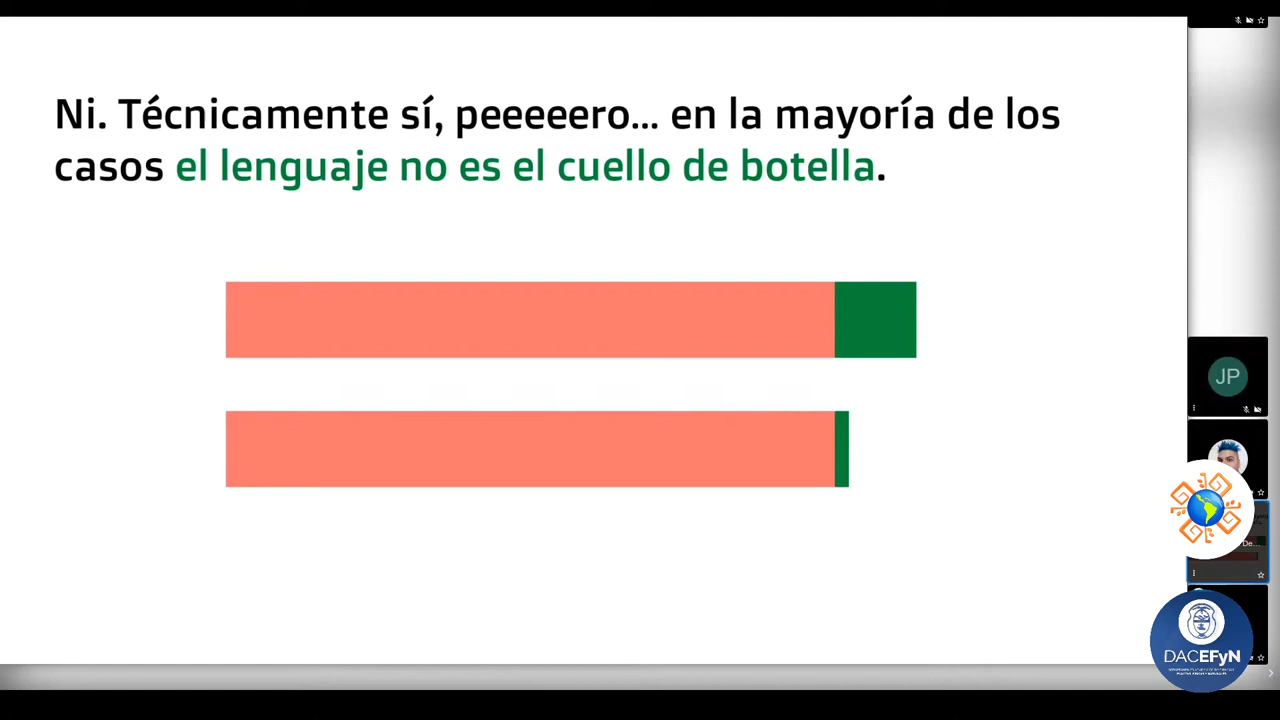 Ni. Técnicamente sí, peeeeero... en la mayoría de los
casos el lenguaje no es el cuello de botella.
JP
De...
DACEFyN